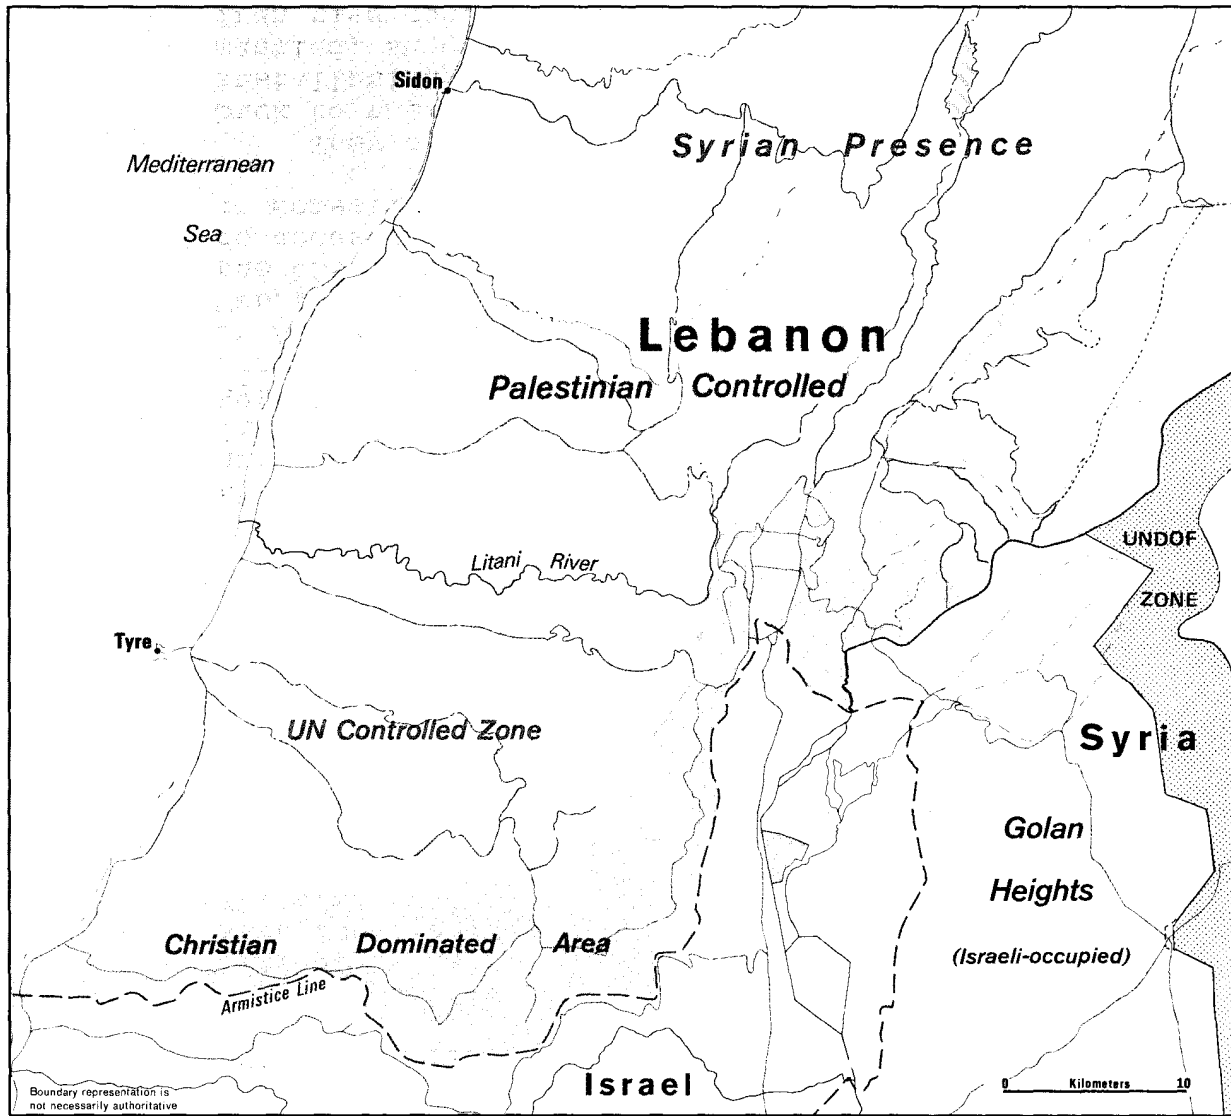 Sidon
Syrian Presence
Mediterranean
Sea
Lebanon
Palestinian Controlled
UNDOF
ZONE
Litani River
Tyre
UN Controlled Zone
Syria
Golan
Heights
(Israeli-occupied)
Christian Dominated Area
Armistice Line
Israel
0 Kilometers 10
Boundary representation is
not necessarily authoritative